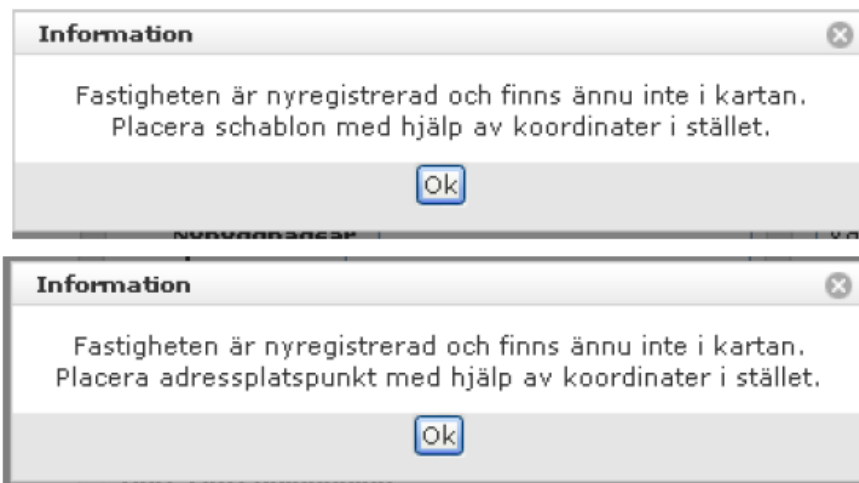 Information
Fastigheten är nyregistrerad och finns ännu inte i kartan.
Placera schablon med hjälp av koordinater i stället.
Ok
Information
Fastigheten är nyregistrerad och finns ännu inte i kartan.
Placera adressplatspunkt med hjälp av koordinater i stället.
Ok